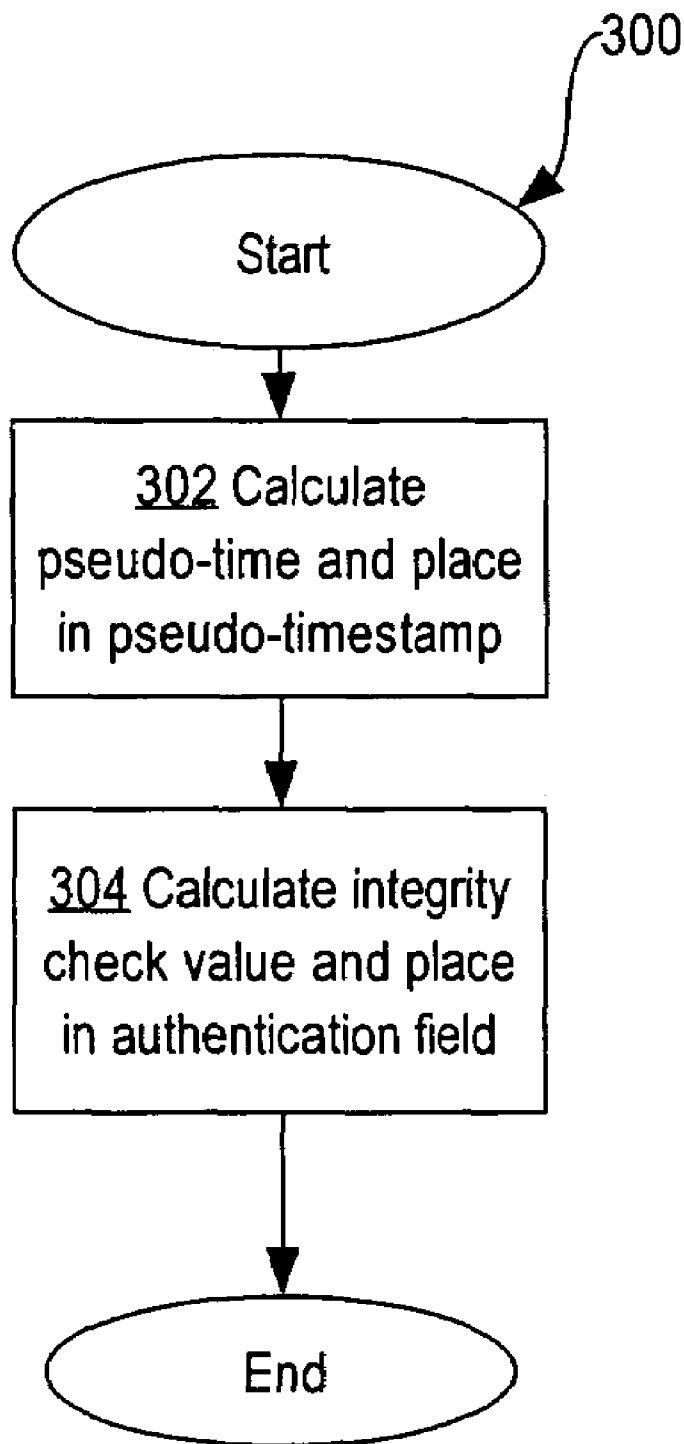 300
Start
302 Calculate
pseudo-time and place
in pseudo-timestamp
304 Calculate integrity
check value and place
in authentication field
End